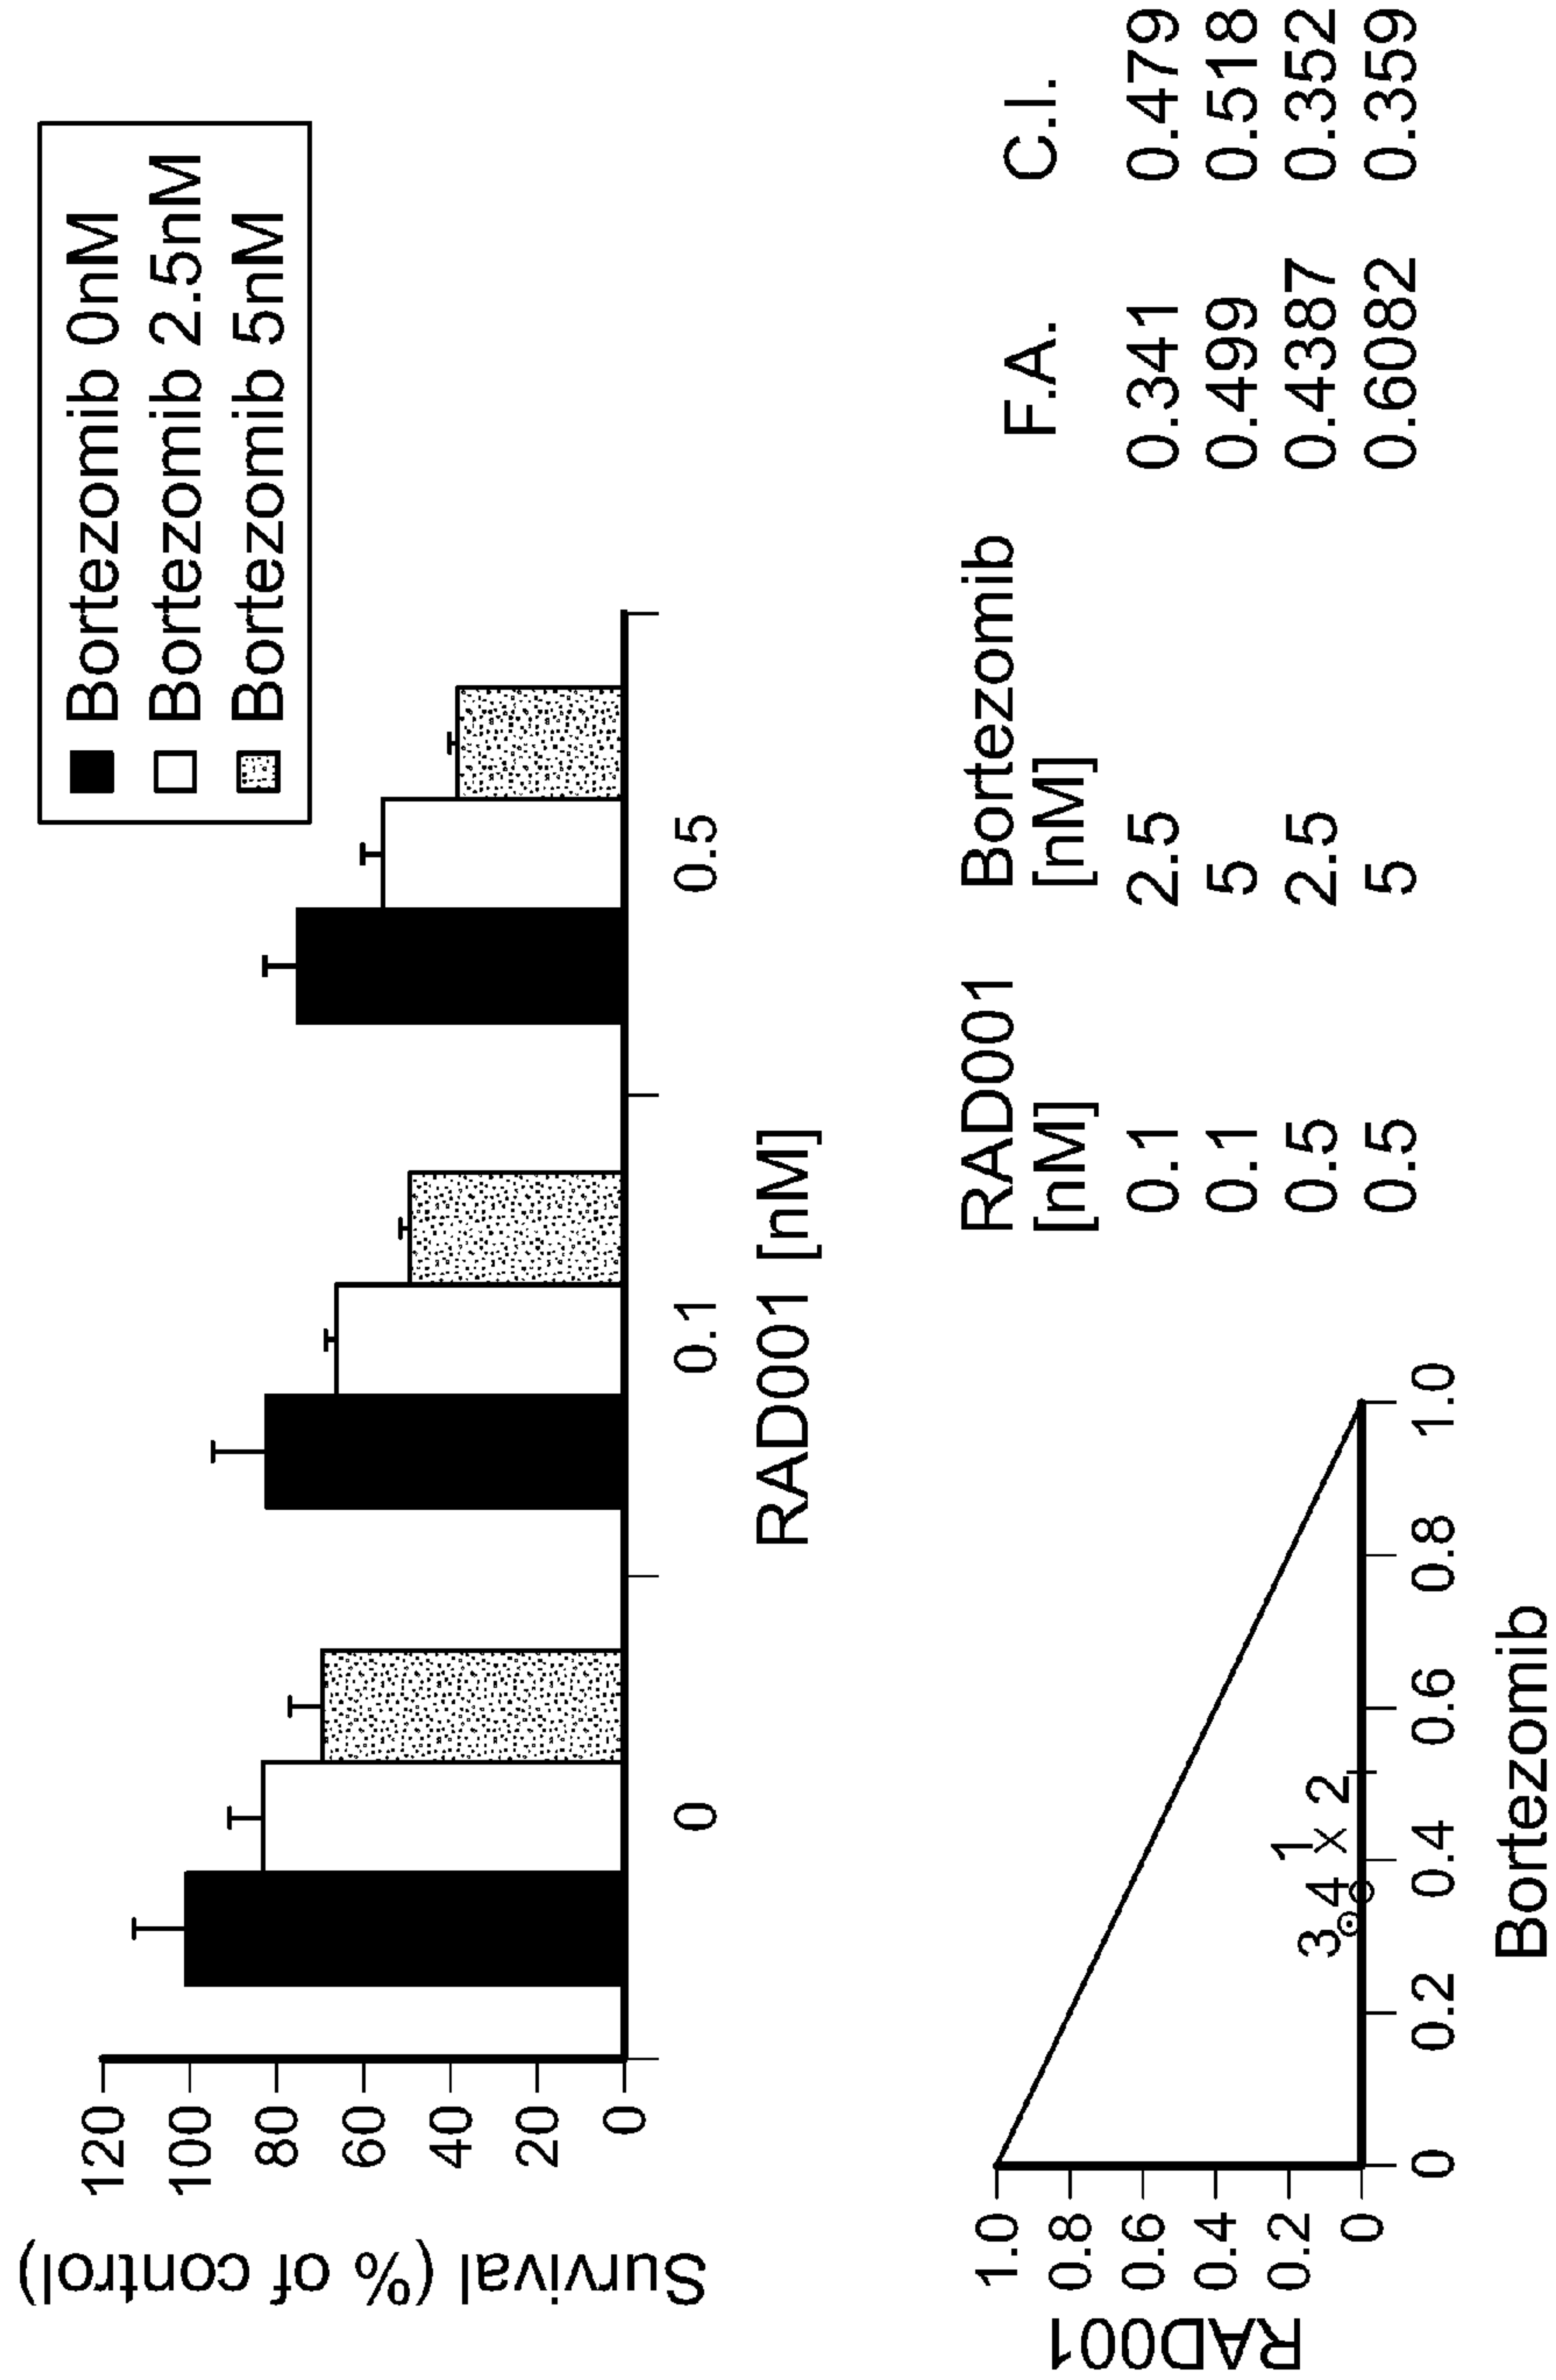 Bortezomib 0nM
Bortezomib 2.5nM
Bortezomib 5nM
Survival (% of control)
120
100
80
60
40
20
0
0 0.1 0.5
RAD001 [nM]
RAD001
1.0
0.8
0.6
0.4
0.2
0
3 4 1 2
0 0.2 0.4 0.6 0.8 1.0
Bortezomib
RAD001 Bortezomib F.A. C.I.
[nM] [nM]
0.1 2.5 0.341 0.479
0.1 5 0.499 0.518
0.5 2.5 0.4387 0.352
0.5 5 0.6082 0.359